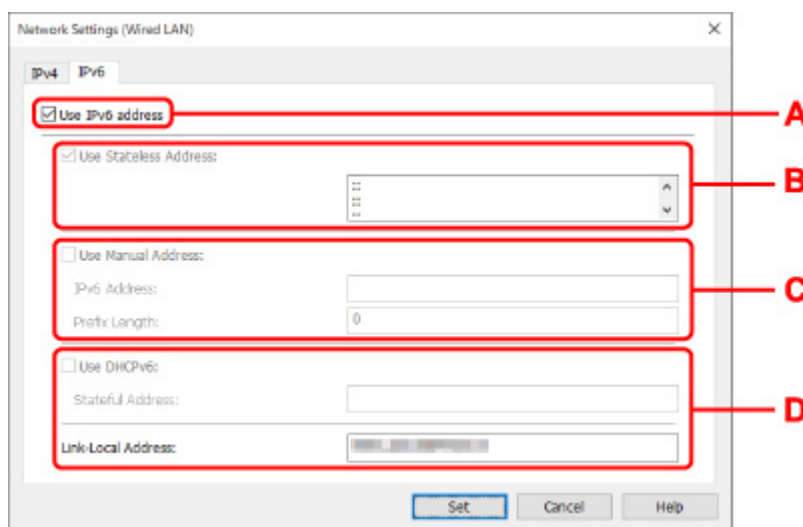 Network Settings (Wired LAN)
IPv4 IPv6
Use IPv6 address A
Use Stateless Address:
::
::
::
B
Use Manual Address:
IPv6 Address:
C
Prefix Length: 0
Use DHCPv6:
Stateful Address:
D
Link-Local Address:
Set Cancel Help